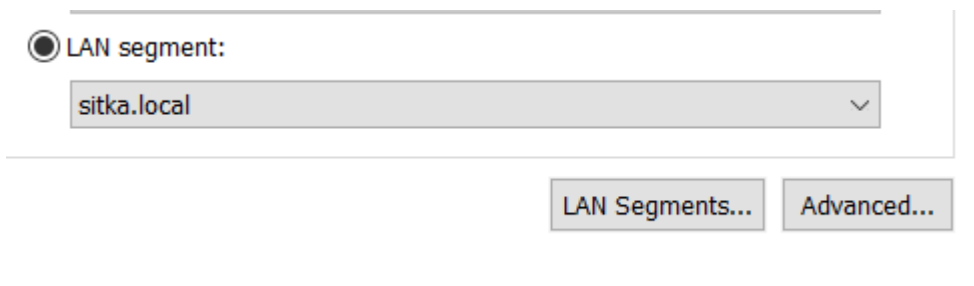 LAN segment:
sitka.local
LAN Segments...
Advanced...